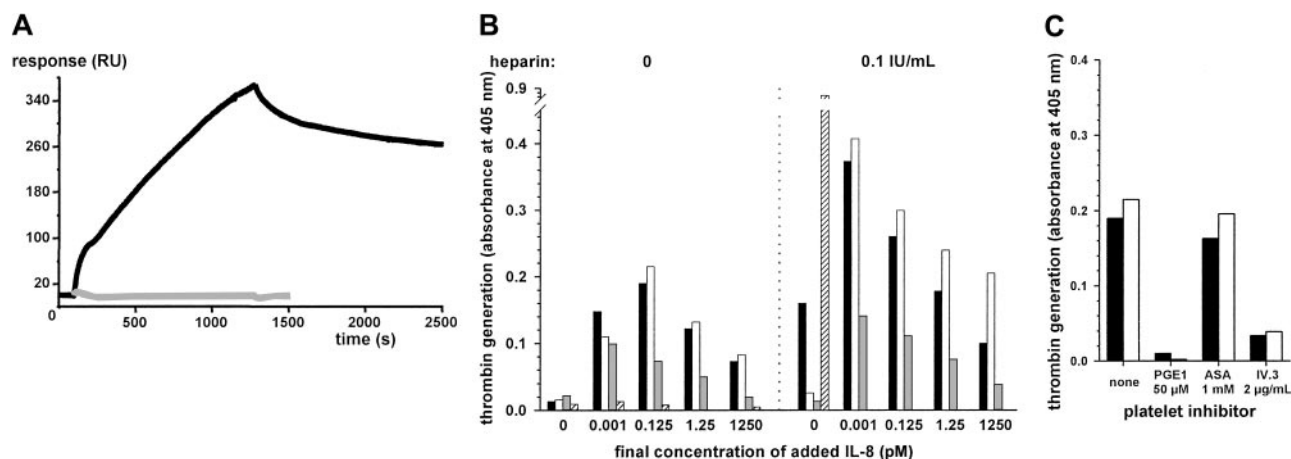 A
response (RU)
340
260
180
100
20
0
500
1000
1500
2000
2500
time (s)
B
heparin:
0
0.1 IU/mL
thrombin generation (absorbance at 405 nm)
0.9
0.4
0.3
0.2
0.1
0.0
0
0.001
0.125
1.25
1250
0
0.001
0.125
1.25
1250
final concentration of added IL-8 (pM)
C
thrombin generation (absorbance at 405 nm)
0.4
0.3
0.2
0.1
0.0
none
PGE1
50 µM
ASA
1 mM
IV.3
2 µg/mL
platelet inhibitor